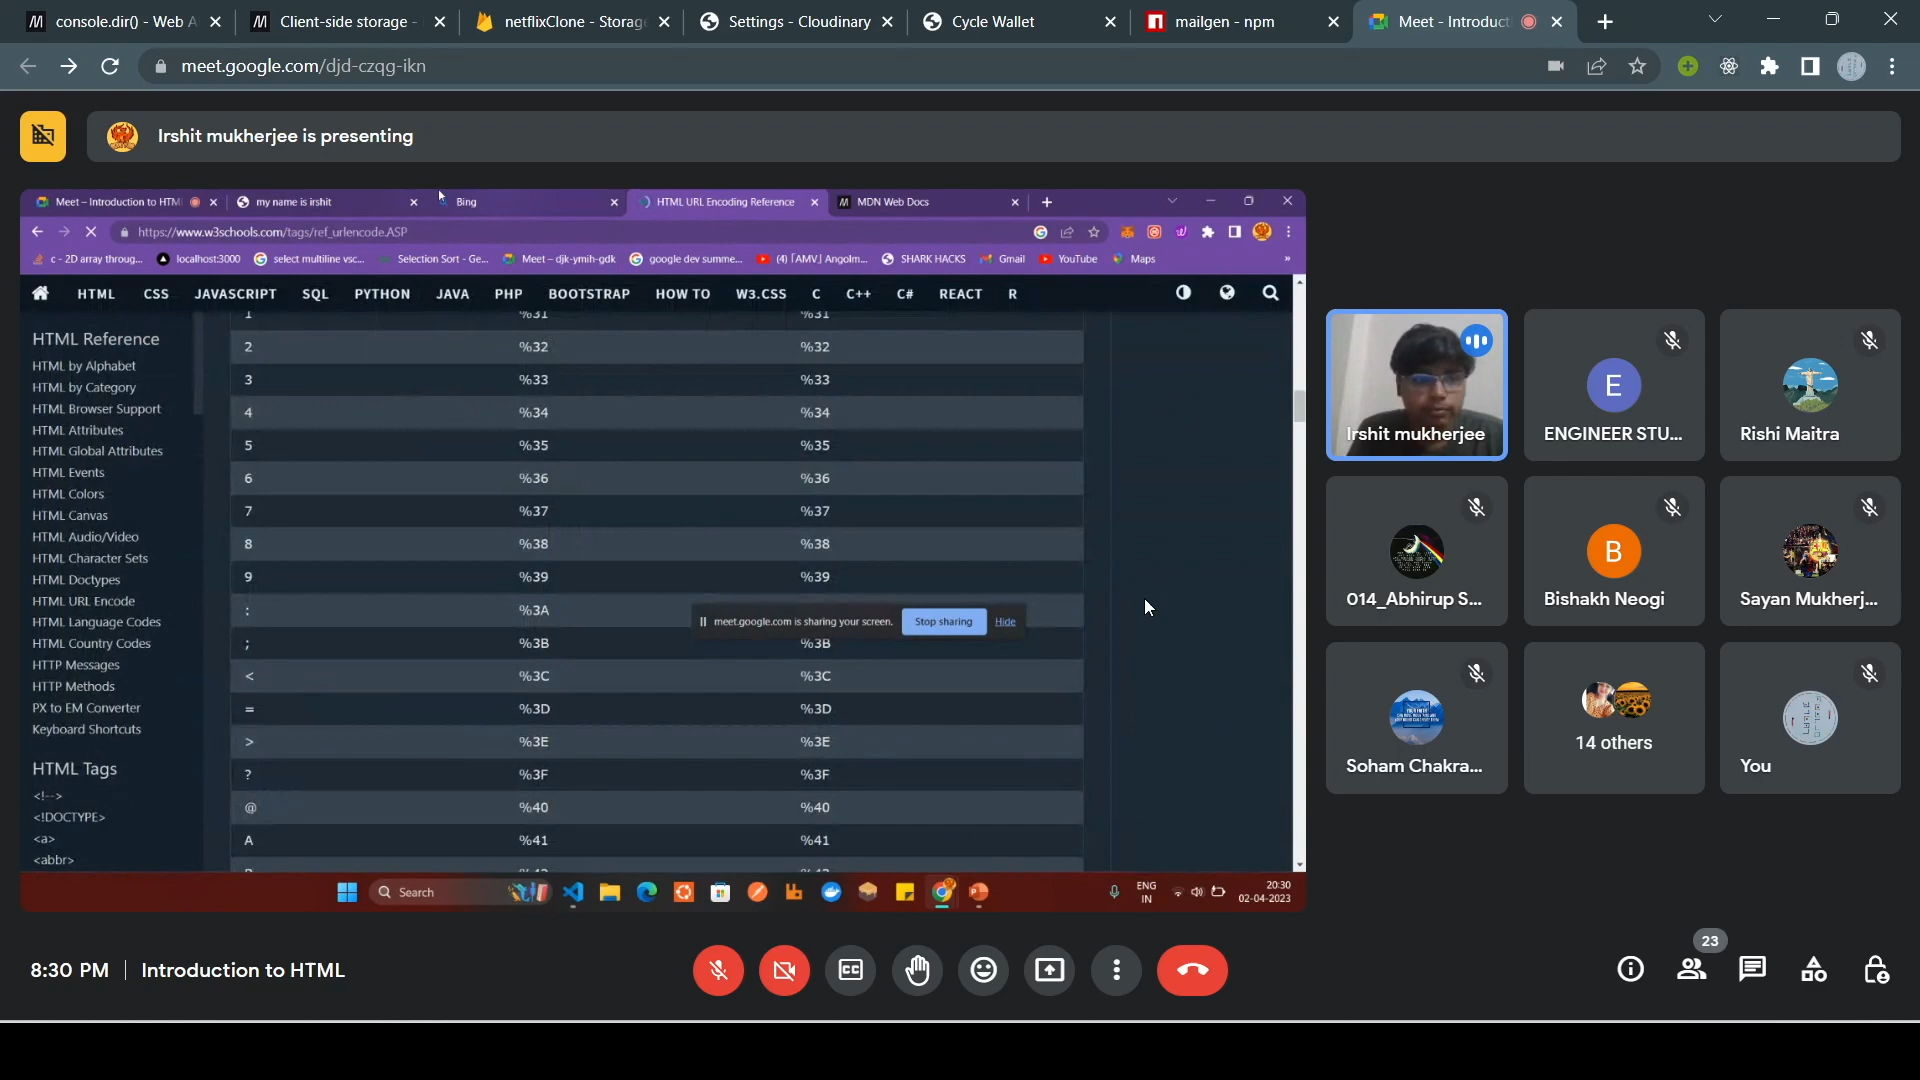 console.dir() - Web A
Client-side storage -
netflixClone - Storage
Settings - Cloudinary
Cycle Wallet
mailgen - npm
Meet - Introduct
meet.google.com/djd-czqg-ikn
Irshit mukherjee is presenting
Meet – Introduction to HTM
my name is irshit
Bing
HTML URL Encoding Reference
MDN Web Docs
https://www.w3schools.com/tags/ref_urlencode.ASP
c - 2D array throug...
localhost:3000
select multiline vsc...
Selection Sort - Ge...
Meet – djk-ymih-gdk
google dev summe...
(4) 「AMV」 Angolm...
SHARK HACKS
Gmail
YouTube
Maps
»
HTML CSS JAVASCRIPT SQL PYTHON JAVA PHP BOOTSTRAP HOW TO W3.CSS C C++ C# REACT R
HTML Reference
HTML by Alphabet
HTML by Category
HTML Browser Support
HTML Attributes
HTML Global Attributes
HTML Events
HTML Colors
HTML Canvas
HTML Audio/Video
HTML Character Sets
HTML Doctypes
HTML URL Encode
HTML Language Codes
HTML Country Codes
HTTP Messages
HTTP Methods
PX to EM Converter
Keyboard Shortcuts
HTML Tags
<!-->
<!DOCTYPE>
<a>
<abbr>
1 %31 %31
2 %32 %32
3 %33 %33
4 %34 %34
5 %35 %35
6 %36 %36
7 %37 %37
8 %38 %38
9 %39 %39
: %3A
; %3B %3B
< %3C %3C
= %3D %3D
> %3E %3E
? %3F %3F
@ %40 %40
A %41 %41
meet.google.com is sharing your screen.
Stop sharing
Hide
Search
ENG
IN
20:30
02-04-2023
Irshit mukherjee
E
ENGINEER STU...
Rishi Maitra
014_Abhirup S...
B
Bishakh Neogi
Sayan Mukherj...
Soham Chakra...
14 others
You
8:30 PM
Introduction to HTML
23